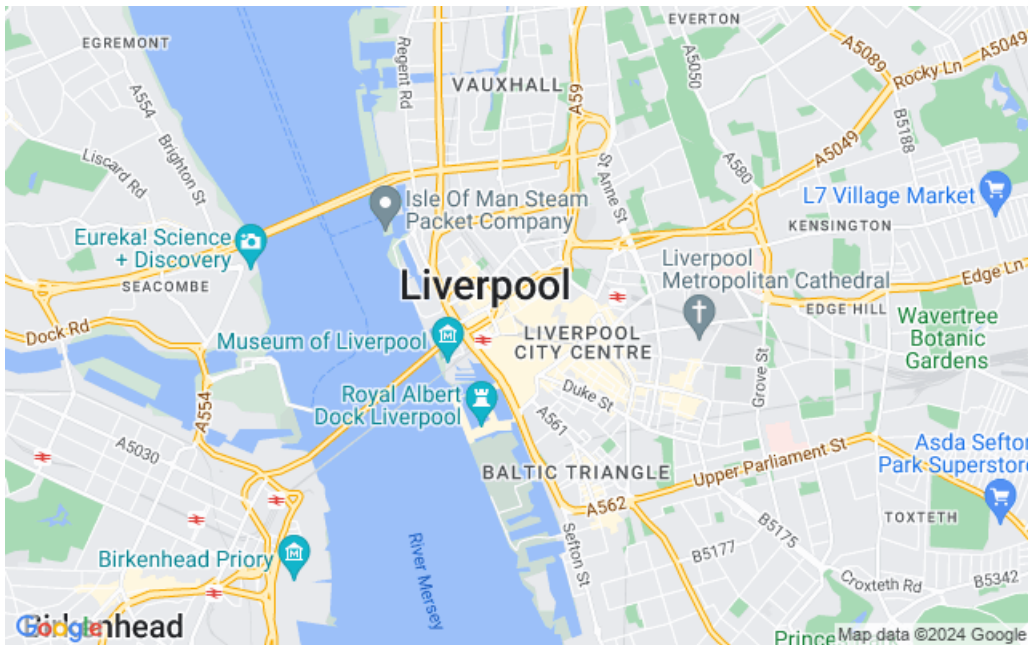 EGREMONT
EVERTON
Regent Rd
A5050
A5089
A5049
Rocky Ln
A554
VAUXHALL
A59
B5188
Brighton St
Liscard Rd
St Anne St
A580
A5049
Isle Of Man Steam
Packet Company
L7 Village Market
KENSINGTON
Eureka! Science
+ Discovery
SEACOMBE
Liverpool
Metropolitan Cathedral
Edge Ln
Liverpool
EDGE HILL
Dock Rd
Museum of Liverpool
LIVERPOOL
CITY CENTRE
Wavertree
Botanic
Gardens
Grove St
A554
Royal Albert
Dock Liverpool
Duke St
A561
A5030
Asda Sefton
Park Superstore
BALTIC TRIANGLE
Upper Parliament St
A562
TOXTETH
Sefton St
B5175
B5177
River Mersey
Birkenhead Priory
Croxteth Rd
B5342
Birkenhead
Google
Map data ©2024 Google